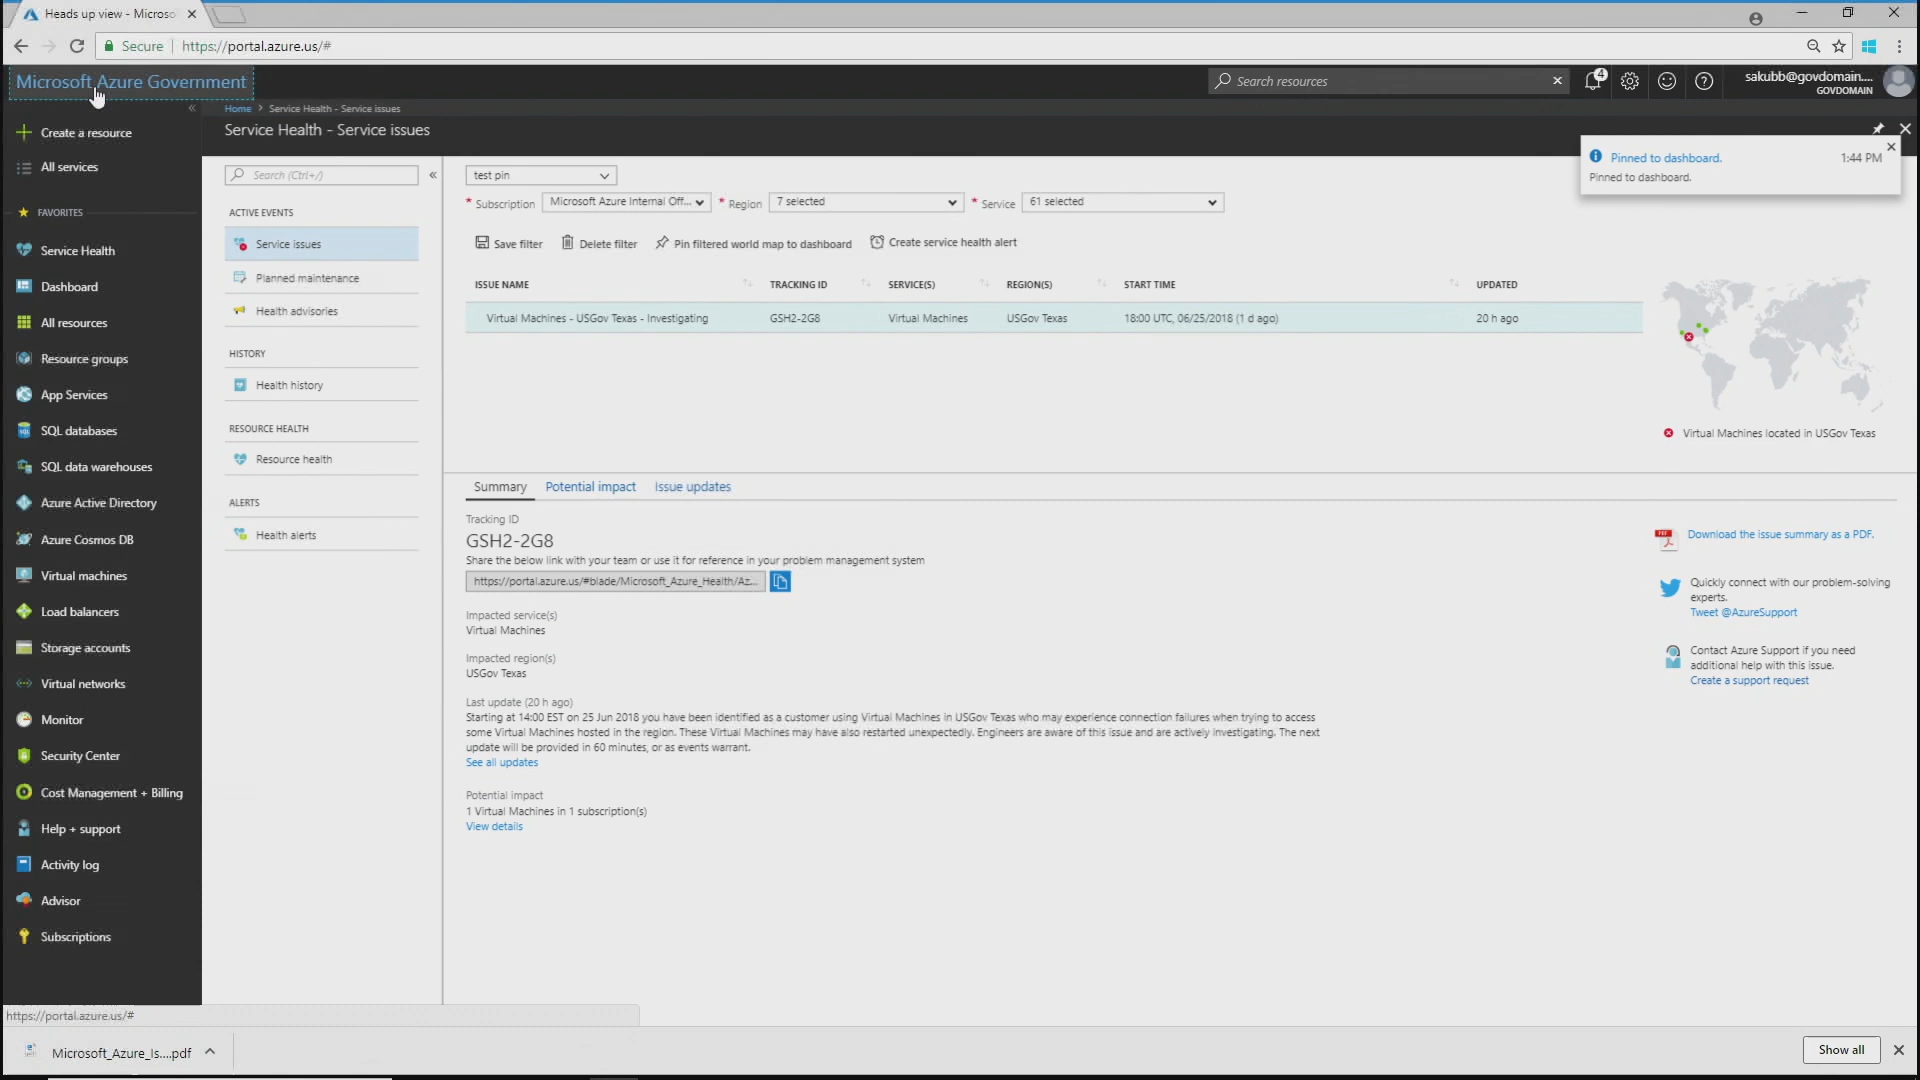 Heads up view - Microso
Secure https://portal.azure.us/#
Microsoft Azure Government
Search resources
4
sakubb@govdomain....
GOVDOMAIN
Home > Service Health - Service issues
Service Health - Service issues
Pinned to dashboard. 1:44 PM
Pinned to dashboard.
Create a resource
All services
FAVORITES
Service Health
Dashboard
All resources
Resource groups
App Services
SQL databases
SQL data warehouses
Azure Active Directory
Azure Cosmos DB
Virtual machines
Load balancers
Storage accounts
Virtual networks
Monitor
Security Center
Cost Management + Billing
Help + support
Activity log
Advisor
Subscriptions
Search (Ctrl+/)
ACTIVE EVENTS
Service issues
Planned maintenance
Health advisories
HISTORY
Health history
RESOURCE HEALTH
Resource health
ALERTS
Health alerts
test pin
* Subscription Microsoft Azure Internal Off... * Region 7 selected * Service 61 selected
Save filter Delete filter Pin filtered world map to dashboard Create service health alert
ISSUE NAME TRACKING ID SERVICE(S) REGION(S) START TIME UPDATED
Virtual Machines - USGov Texas - Investigating GSH2-2G8 Virtual Machines USGov Texas 18:00 UTC, 06/25/2018 (1 d ago) 20 h ago
Virtual Machines located in USGov Texas
Summary Potential impact Issue updates
Tracking ID
GSH2-2G8
Share the below link with your team or use it for reference in your problem management system
https://portal.azure.us/#blade/Microsoft_Azure_Health/Az...
Impacted service(s)
Virtual Machines
Impacted region(s)
USGov Texas
Last update (20 h ago)
Starting at 14:00 EST on 25 Jun 2018 you have been identified as a customer using Virtual Machines in USGov Texas who may experience connection failures when trying to access
some Virtual Machines hosted in the region. These Virtual Machines may have also restarted unexpectedly. Engineers are aware of this issue and are actively investigating. The next
update will be provided in 60 minutes, or as events warrant.
See all updates
Potential impact
1 Virtual Machines in 1 subscription(s)
View details
PDF
Download the issue summary as a PDF.
Quickly connect with our problem-solving
experts.
Tweet @AzureSupport
Contact Azure Support if you need
additional help with this issue.
Create a support request
https://portal.azure.us/#
Microsoft_Azure_Is....pdf
Show all